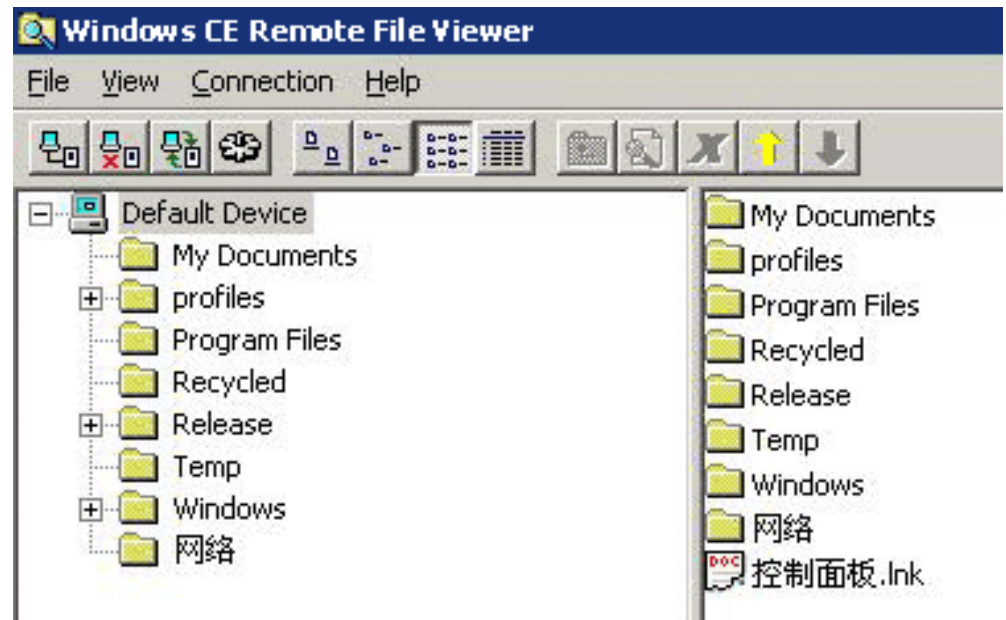 Windows CE Remote File Viewer
File View Connection Help
Default Device
My Documents
profiles
Program Files
Recycled
Release
Temp
Windows
网络
My Documents
profiles
Program Files
Recycled
Release
Temp
Windows
网络
DOC
控制面板.lnk